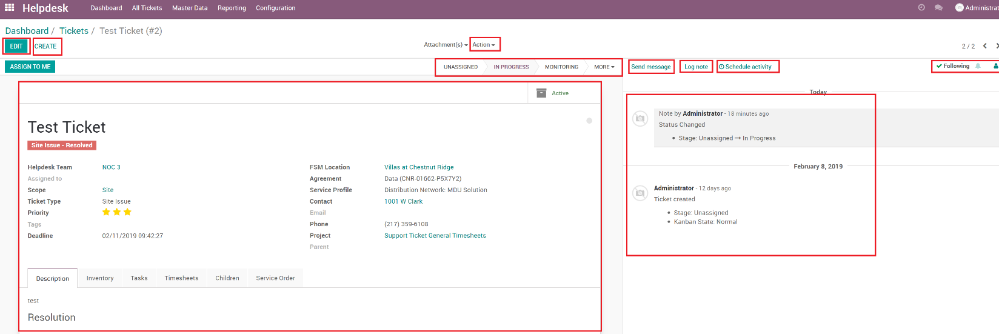 Helpdesk Dashboard All Tickets Master Data Reporting Configuration Administrat
Dashboard / Tickets / Test Ticket (#2)
EDIT CREATE Attachment(s) Action 2 / 2
ASSIGN TO ME UNASSIGNED IN PROGRESS MONITORING MORE Send message Log note Schedule activity Following
Active
Test Ticket
Site Issue - Resolved
Helpdesk Team NOC 3
Assigned to
Scope Site
Ticket Type Site Issue
Priority
Tags
Deadline 02/11/2019 09:42:27
FSM Location Villas at Chestnut Ridge
Agreement Data (CNR-01662-P5X7Y2)
Service Profile Distribution Network: MDU Solution
Contact 1001 W Clark
Email
Phone (217) 359-6108
Project Support Ticket General Timesheets
Parent
Description Inventory Tasks Timesheets Children Service Order
test
Resolution
Today
Note by Administrator - 18 minutes ago
Status Changed
Stage: Unassigned → In Progress
February 8, 2019
Administrator - 12 days ago
Ticket created
Stage: Unassigned
Kanban State: Normal